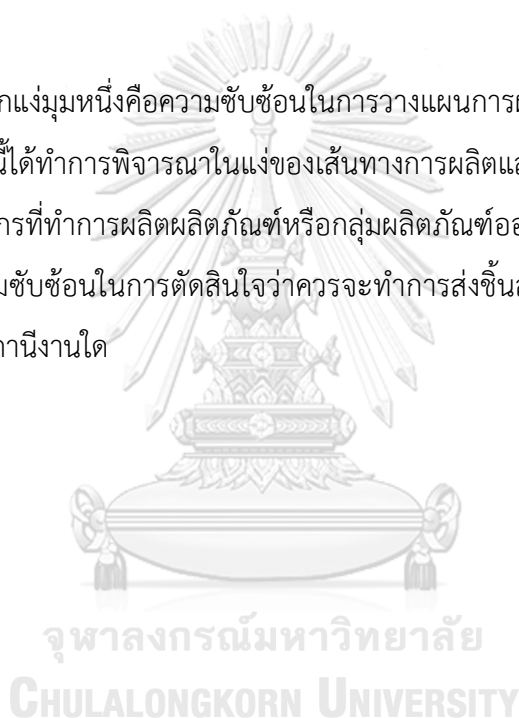 กแง่มุมหนึ่งคือความซับซ้อนในการวางแผนการผ
นี้ได้ทำการพิจารณาในแง่ของเส้นทางการผลิตแล
กรที่ทำการผลิตผลิตภัณฑ์หรือกลุ่มผลิตภัณฑ์ออ
มซับซ้อนในการตัดสินใจว่าควรจะทำการส่งชิ้นส
านีงานใด
จุฬาลงกรณ์มหาวิทยาลัย
CHULALONGKORN UNIVERSITY